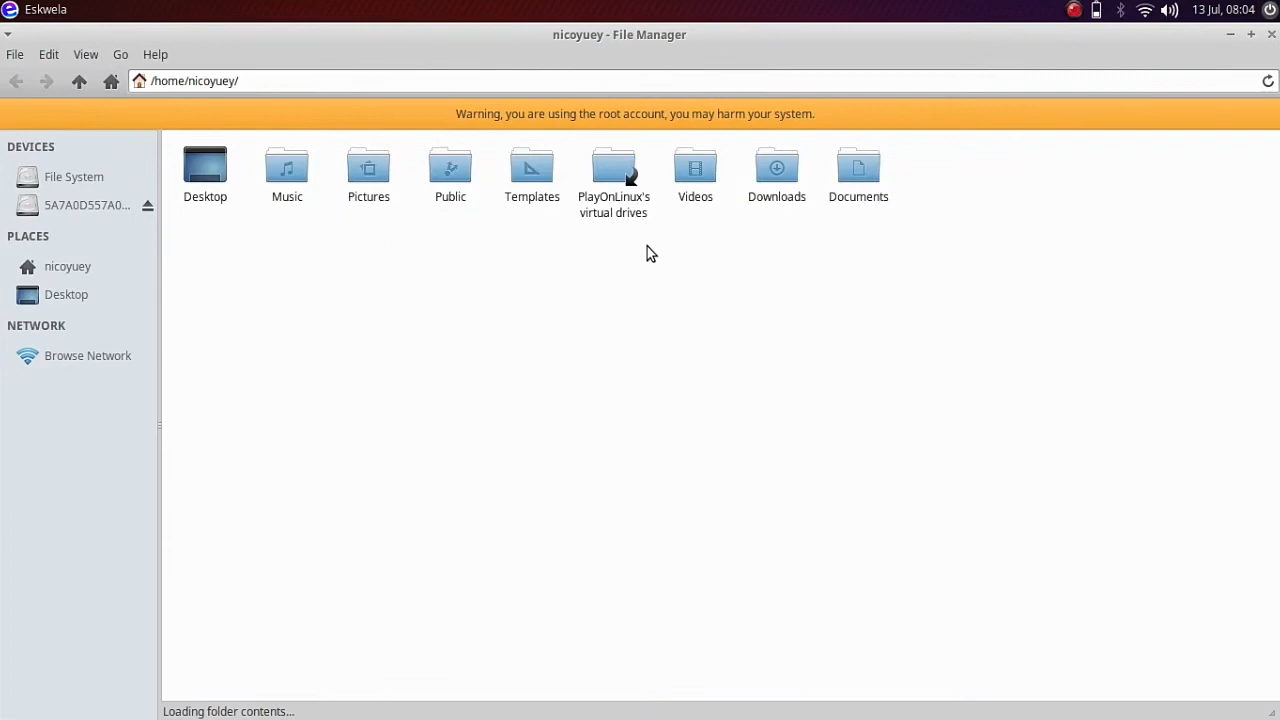 Eskwela
13 Jul, 08:04
nicoyuey - File Manager
File Edit View Go Help
/home/nicoyuey/
Warning, you are using the root account, you may harm your system.
DEVICES
File System
5A7A0D557A0...
PLACES
nicoyuey
Desktop
NETWORK
Browse Network
Desktop
Music
Pictures
Public
Templates
PlayOnLinux's
virtual drives
Videos
Downloads
Documents
Loading folder contents...